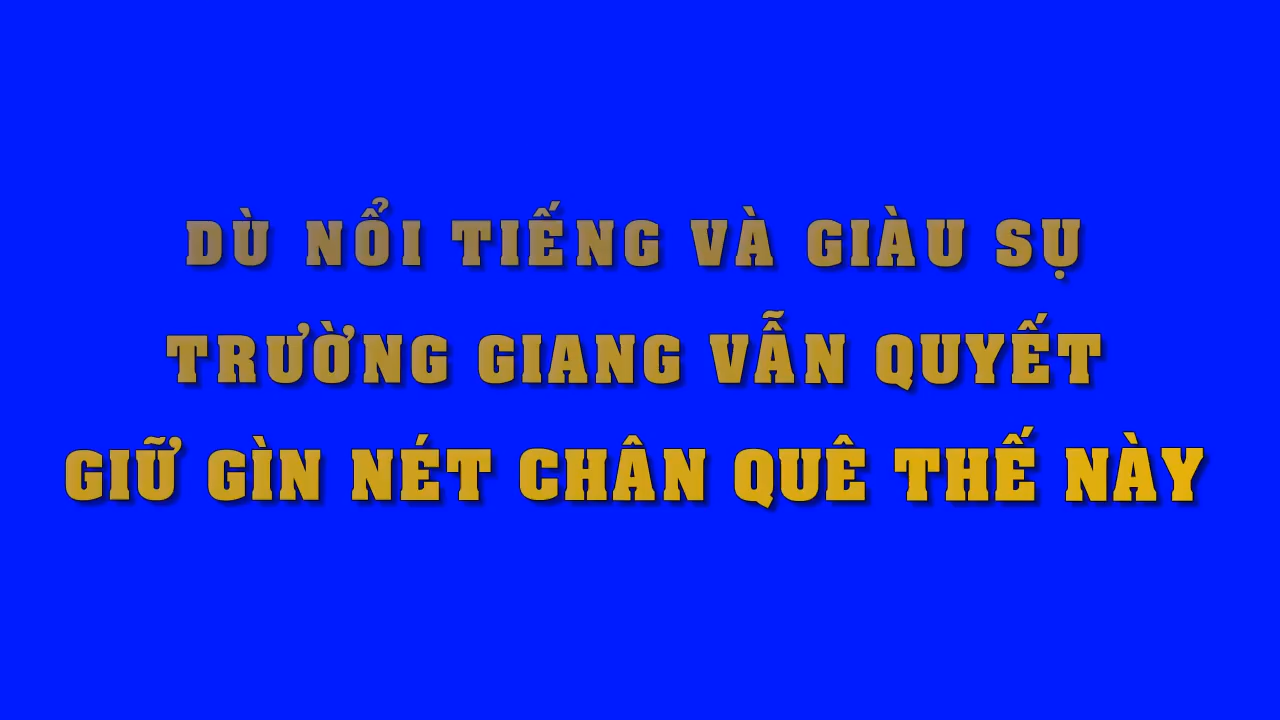 DÙ NỔI TIẾNG VÀ GIÀU SỤ
TRƯỜNG GIANG VẪN QUYẾT
GIỮ GÌN NÉT CHÂN QUÊ THẾ NÀY